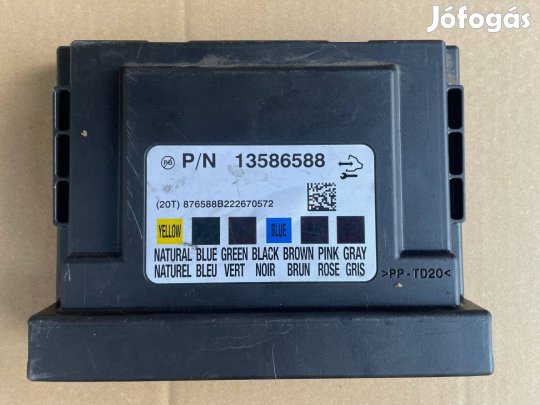 Jófogás
P/N 13586588
(20T) 876588B222670572
YELLOW BLUE
NATURAL BLUE GREEN BLACK BROWN PINK GRAY
NATUREL BLEU VERT NOIR BRUN ROSE GRIS
>PP-TD20<